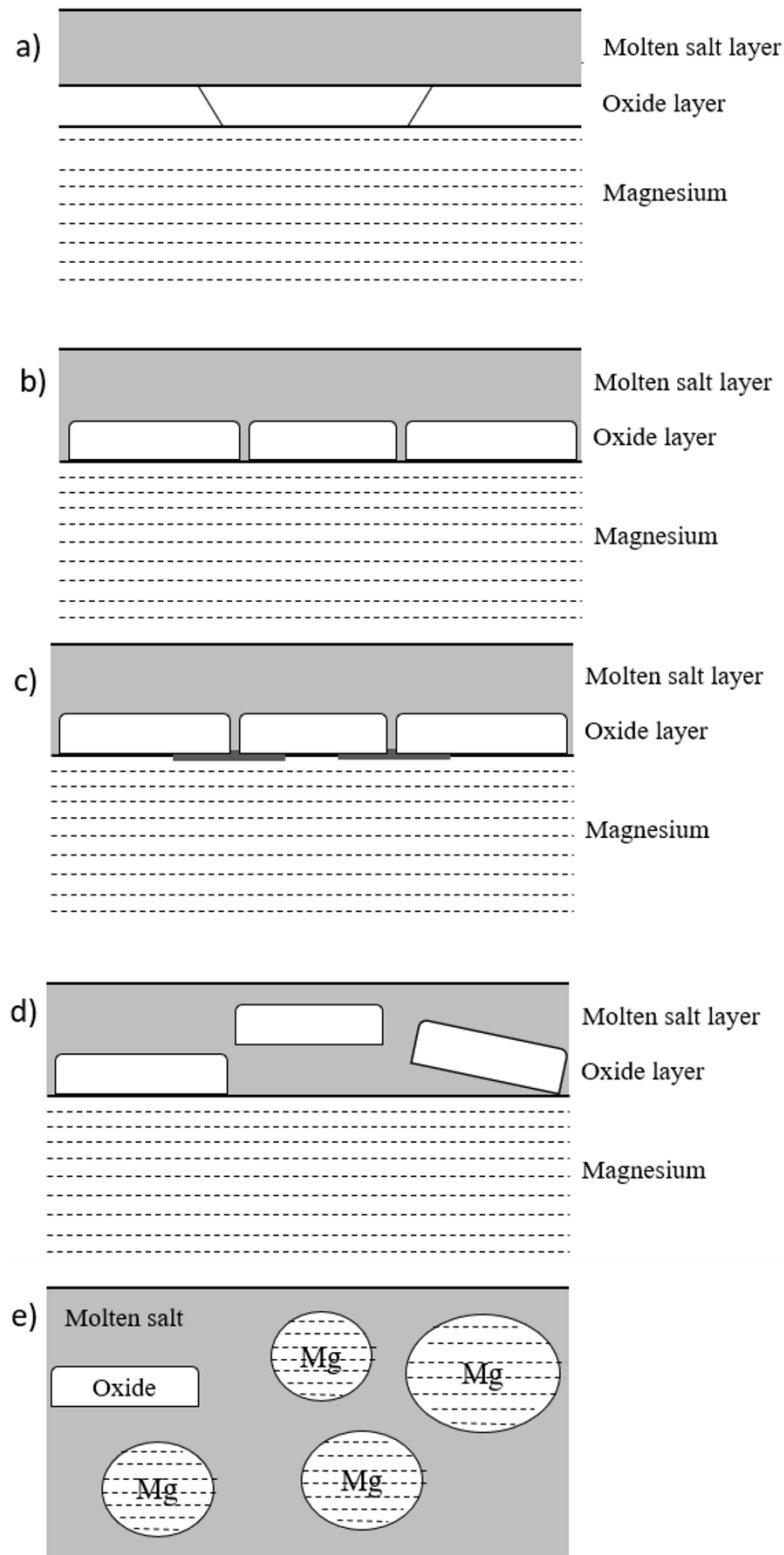 a)
Molten salt layer
Oxide layer
Magnesium
b)
Molten salt layer
Oxide layer
Magnesium
c)
Molten salt layer
Oxide layer
Magnesium
d)
Molten salt layer
Oxide layer
Magnesium
e)
Molten salt
Mg
Mg
Oxide
Mg
Mg